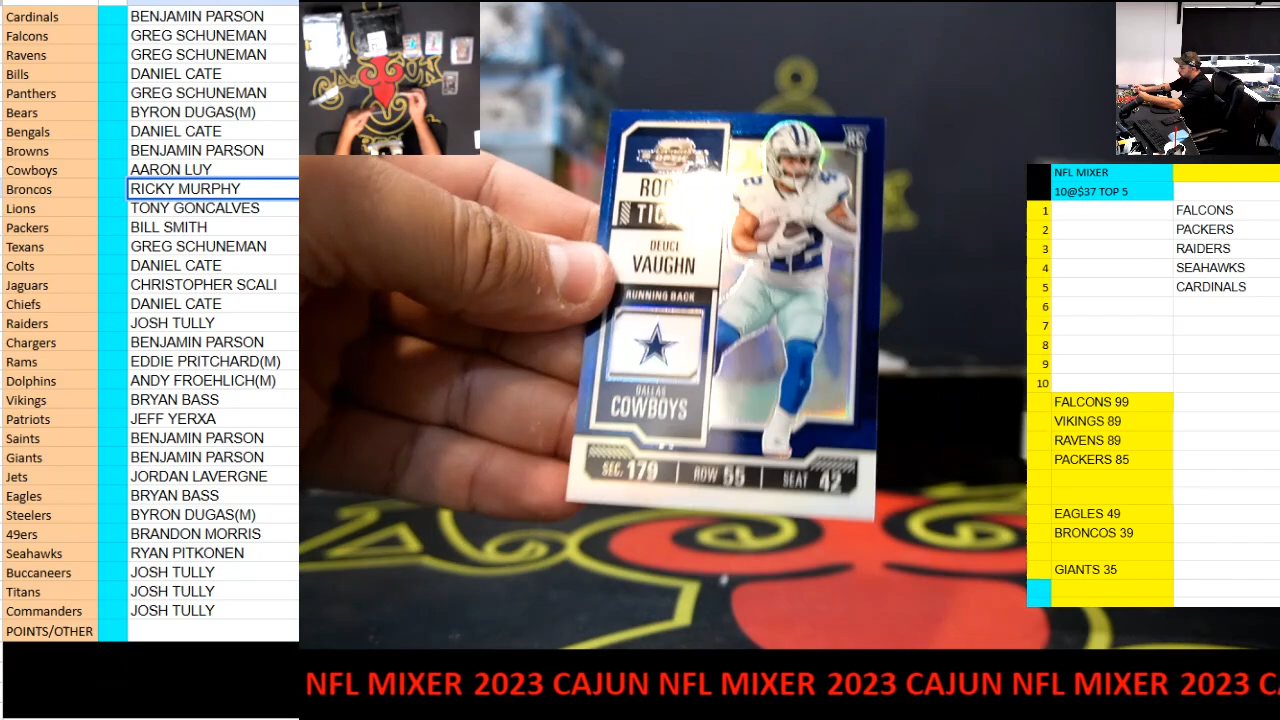 Cardinals BENJAMIN PARSON
Falcons GREG SCHUNEMAN
Ravens GREG SCHUNEMAN
Bills DANIEL CATE
Panthers GREG SCHUNEMAN
Bears BYRON DUGAS(M)
Bengals DANIEL CATE
Browns BENJAMIN PARSON
Cowboys AARON LUY
Broncos RICKY MURPHY
Lions TONY GONCALVES
Packers BILL SMITH
Texans GREG SCHUNEMAN
Colts DANIEL CATE
Jaguars CHRISTOPHER SCALI
Chiefs DANIEL CATE
Raiders JOSH TULLY
Chargers BENJAMIN PARSON
Rams EDDIE PRITCHARD(M)
Dolphins ANDY FROEHLICH(M)
Vikings BRYAN BASS
Patriots JEFF YERXA
Saints BENJAMIN PARSON
Giants BENJAMIN PARSON
Jets JORDAN LAVERGNE
Eagles BRYAN BASS
Steelers BYRON DUGAS(M)
49ers BRANDON MORRIS
Seahawks RYAN PITKONEN
Buccaneers JOSH TULLY
Titans JOSH TULLY
Commanders JOSH TULLY
POINTS/OTHER
RC
DEUCE
VAUGHN
RUNNING BACK
DALLAS
COWBOYS
SEC. 179 | ROW 55 | SEAT 42
42
NFL MIXER
10@$37 TOP 5
1 FALCONS
2 PACKERS
3 RAIDERS
4 SEAHAWKS
5 CARDINALS
6
7
8
9
10
FALCONS 99
VIKINGS 89
RAVENS 89
PACKERS 85
EAGLES 49
BRONCOS 39
GIANTS 35
NFL MIXER 2023 CAJUN NFL MIXER 2023 CAJUN NFL MIXER 2023